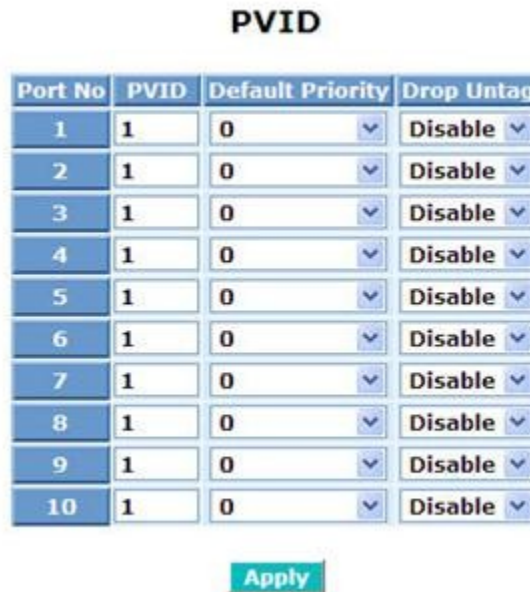 PVID
Port No PVID Default Priority Drop Untag
1 1 0 Disable
2 1 0 Disable
3 1 0 Disable
4 1 0 Disable
5 1 0 Disable
6 1 0 Disable
7 1 0 Disable
8 1 0 Disable
9 1 0 Disable
10 1 0 Disable
Apply